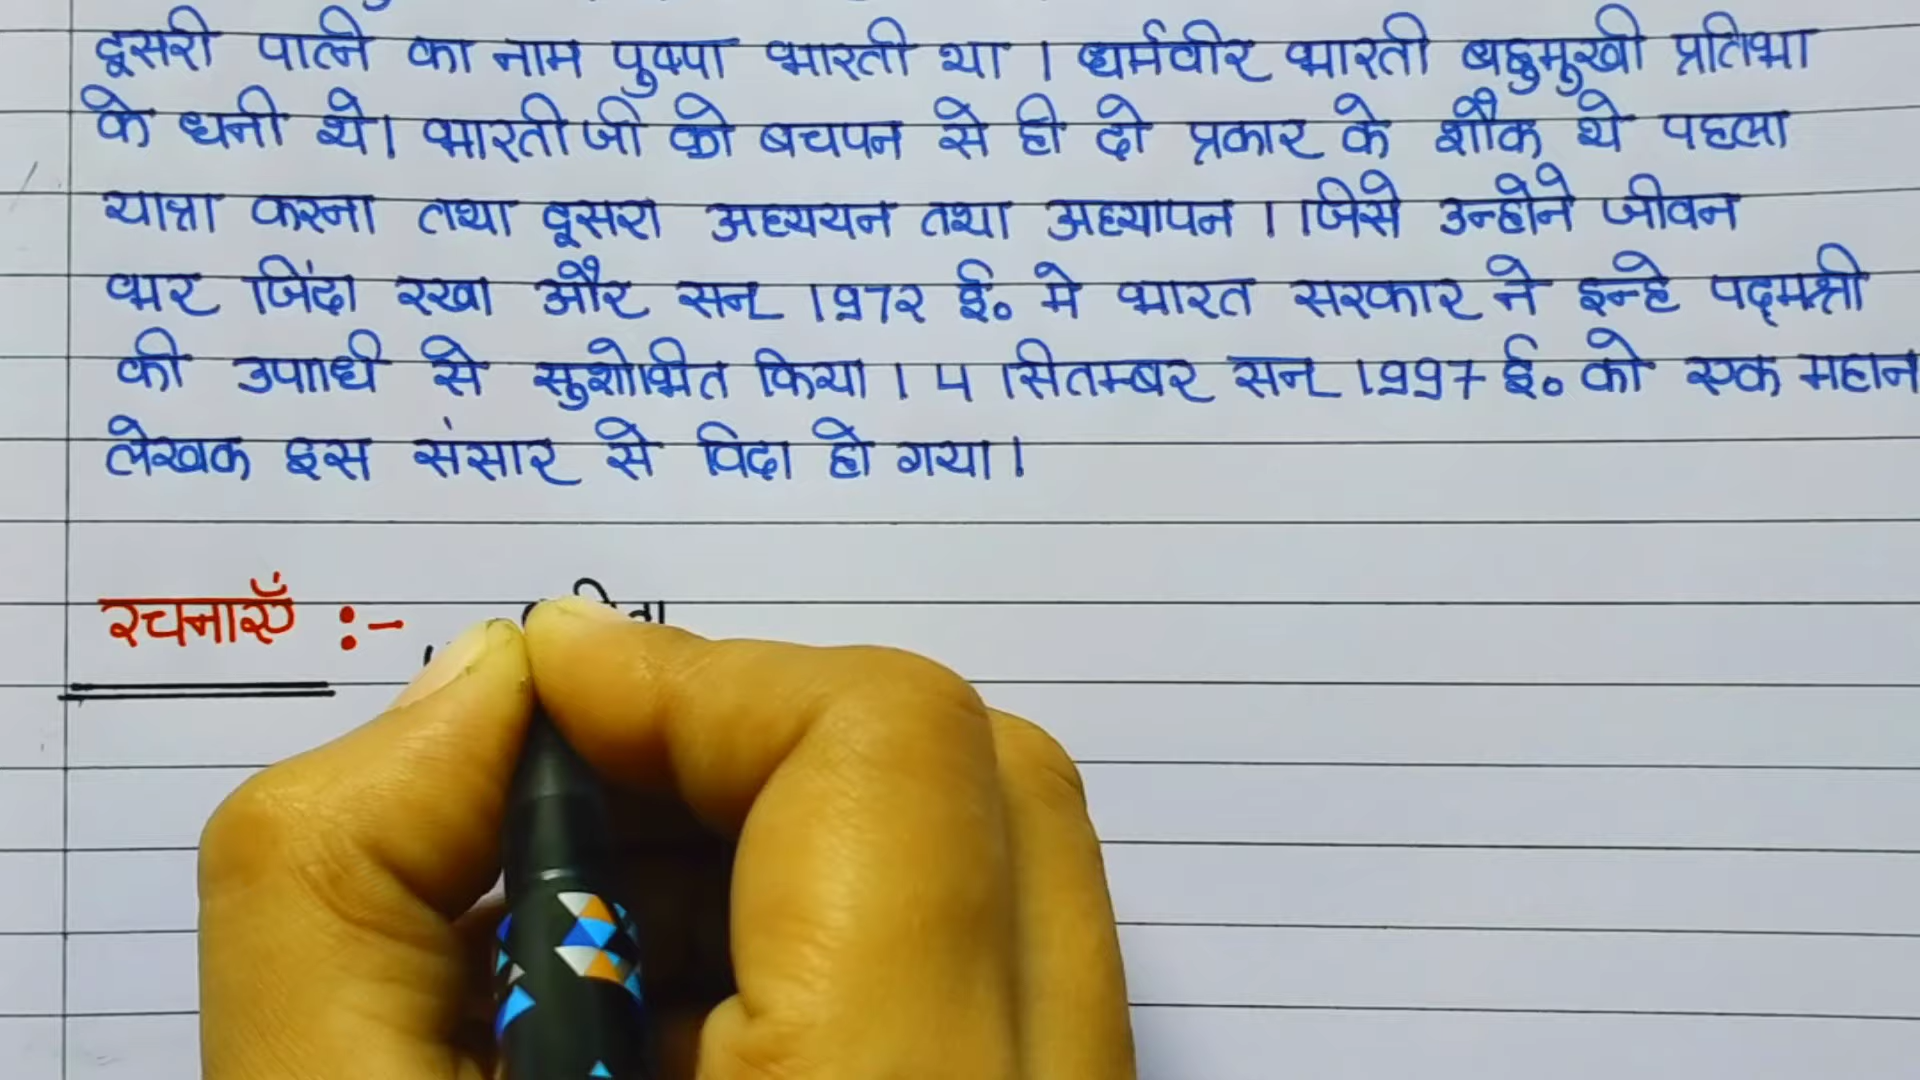 दूसरी पत्नि का नाम पुष्पा भारती था । धर्मवीर भारती बहुमुखी प्रतिभा
के धनी थे। भारती जी को बचपन से ही दो प्रकार के शौक थे पहला
यात्रा करना तथा दूसरा अध्ययन तथा अध्यापन । जिसे उन्होने जीवन
भर जिंदा रखा और सन् 1972 ई० मे भारत सरकार ने इन्हे पद्मश्री
की उपाधि से सुशोभित किया । 4 सितम्बर सन् 1997 ई० को एक महान
लेखक इस संसार से विदा हो गया ।
रचनाएँ :-